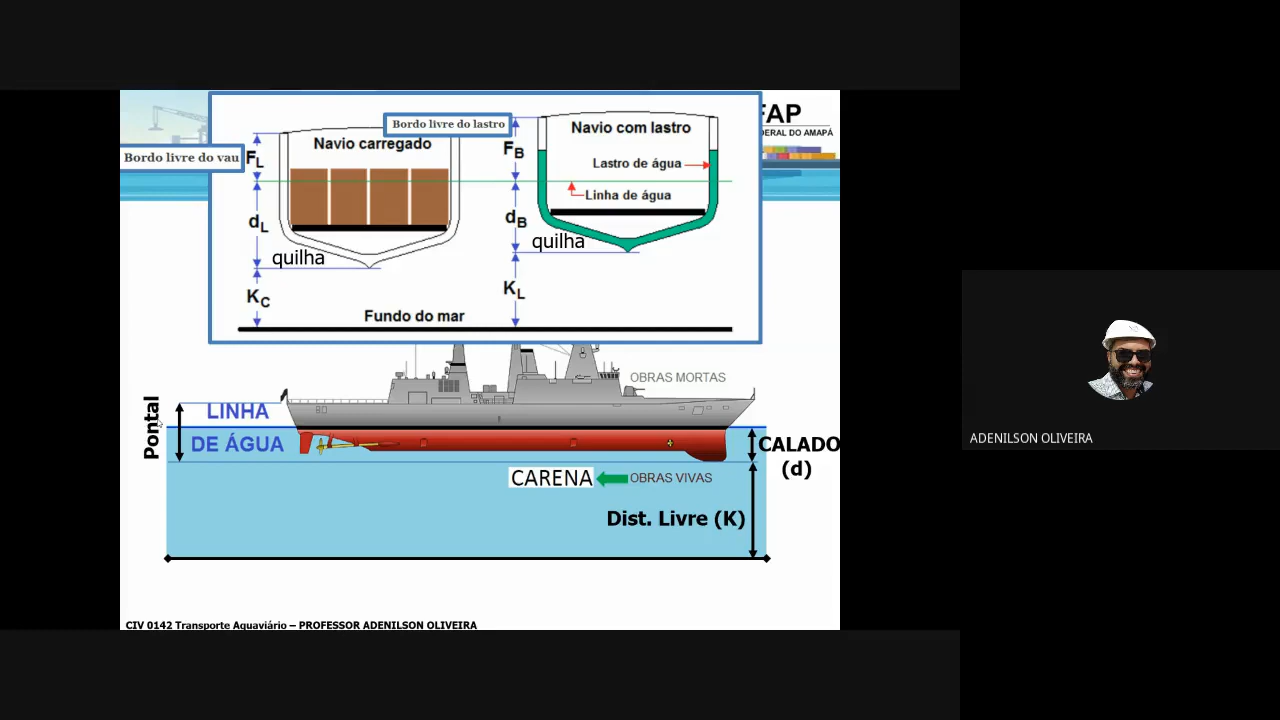 FAP
DERAL DO AMAPÁ
Bordo livre do lastro
Navio carregado
Navio com lastro
Bordo livre do vau
FL
FB
Lastro de água
Linha de água
dL
dB
quilha
quilha
KC
KL
Fundo do mar
OBRAS MORTAS
Pontal
LINHA
DE ÁGUA
CALADO
(d)
CARENA
OBRAS VIVAS
Dist. Livre (K)
CIV 0142 Transporte Aquaviário – PROFESSOR ADENILSON OLIVEIRA
ADENILSON OLIVEIRA